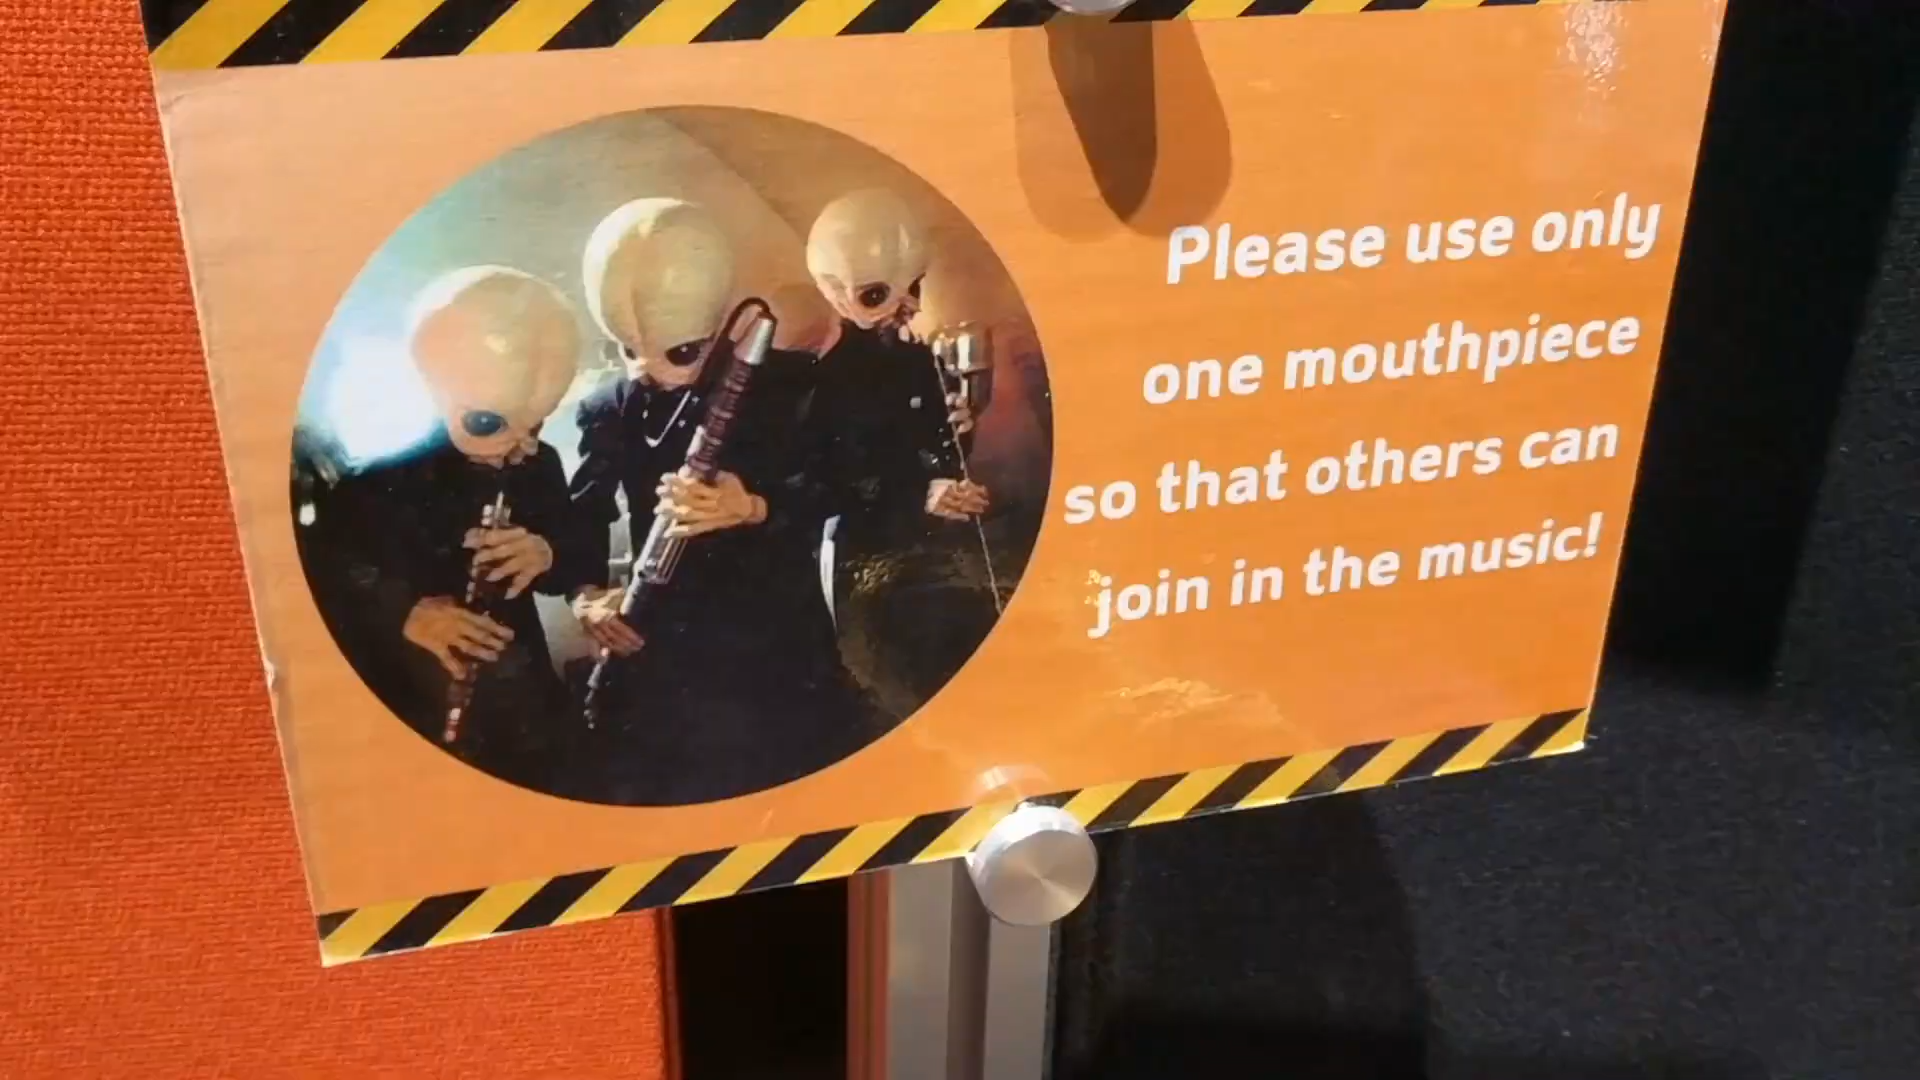 Please use only
one mouthpiece
so that others can
join in the music!